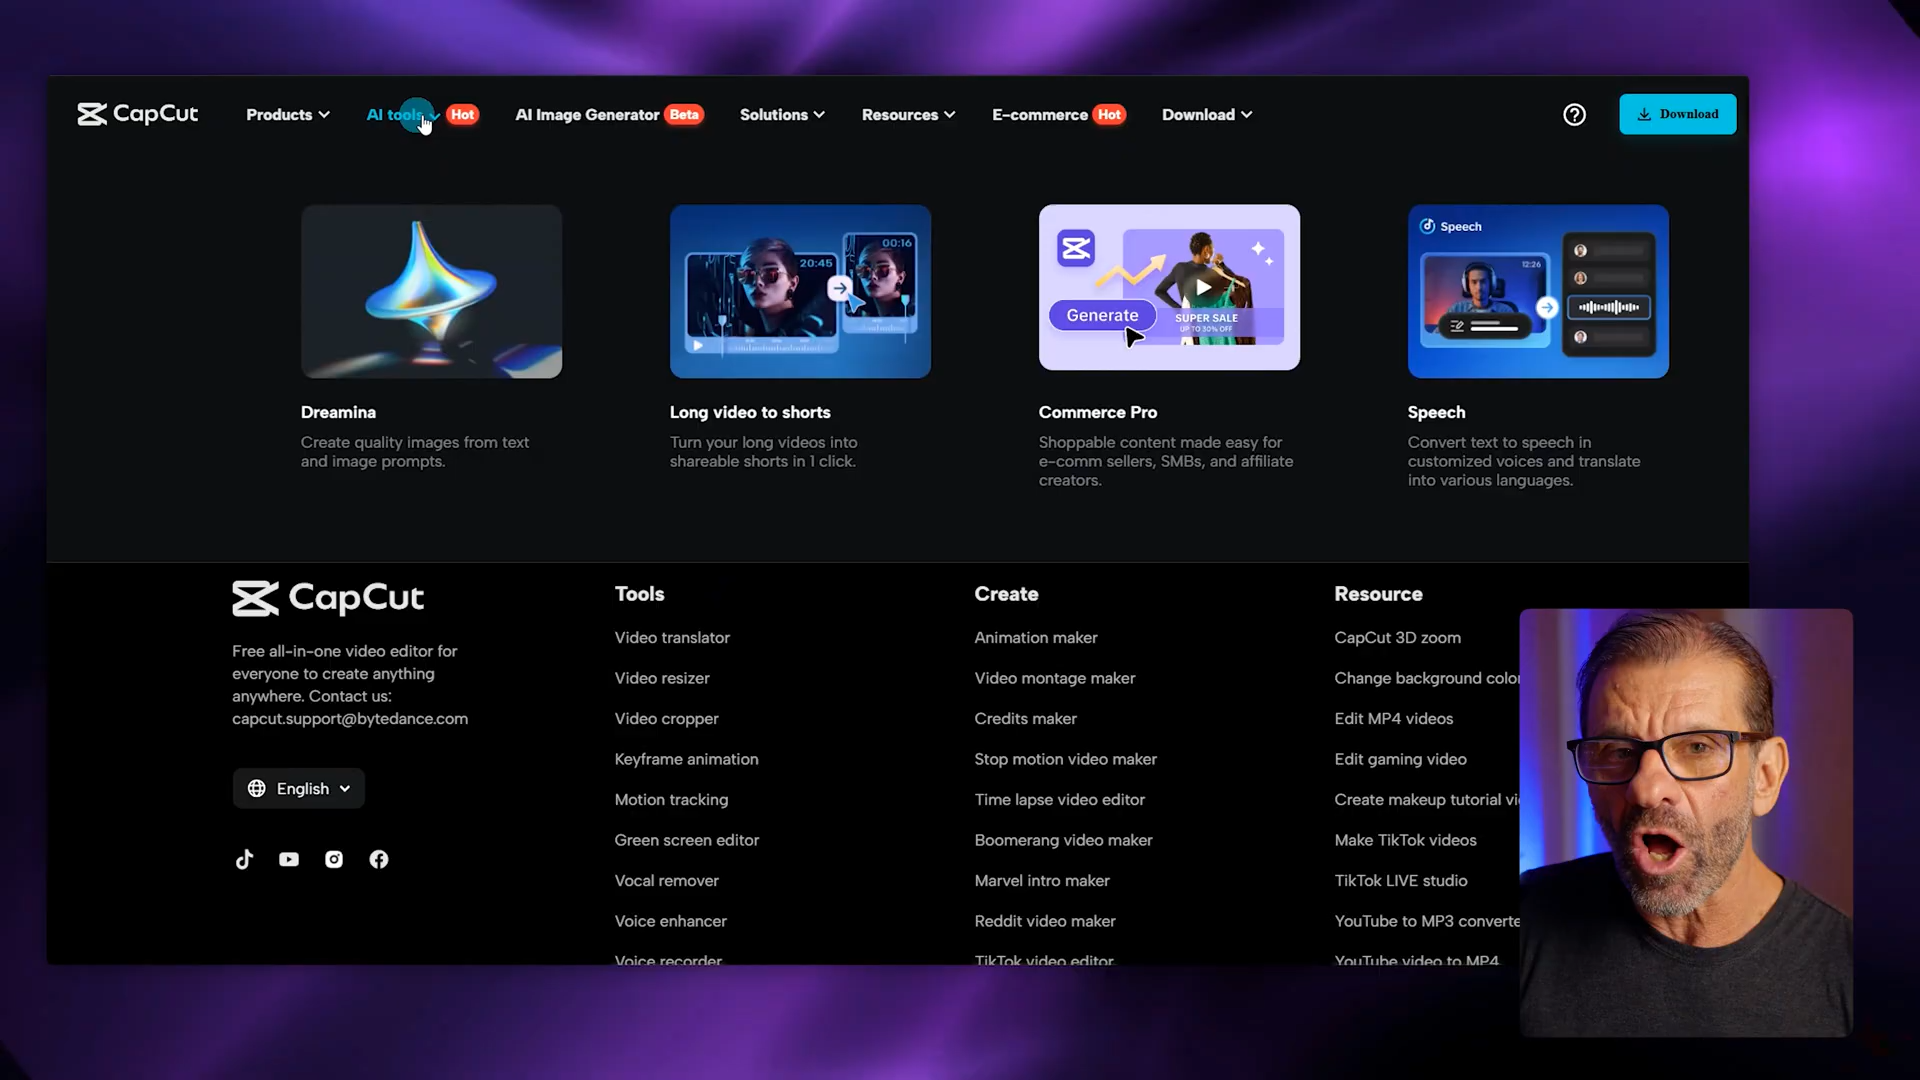 CapCut
Products
AI tools Hot
AI Image Generator Beta
Solutions
Resources
E-commerce Hot
Download
Download
20:45
00:16
Generate
SUPER SALE
UP TO 30% OFF
Speech
12:26
Dreamina
Create quality images from text
and image prompts.
Long video to shorts
Turn your long videos into
shareable shorts in 1 click.
Commerce Pro
Shoppable content made easy for
e-comm sellers, SMBs, and affiliate
creators.
Speech
Convert text to speech in
customized voices and translate
into various languages.
CapCut
Free all-in-one video editor for
everyone to create anything
anywhere. Contact us:
capcut.support@bytedance.com
English
Tools
Video translator
Video resizer
Video cropper
Keyframe animation
Motion tracking
Green screen editor
Vocal remover
Voice enhancer
Voice recorder
Create
Animation maker
Video montage maker
Credits maker
Stop motion video maker
Time lapse video editor
Boomerang video maker
Marvel intro maker
Reddit video maker
TikTok video editor
Resource
CapCut 3D zoom
Change background color
Edit MP4 videos
Edit gaming video
Create makeup tutorial vi
Make TikTok videos
TikTok LIVE studio
YouTube to MP3 converte
YouTube video to MP4